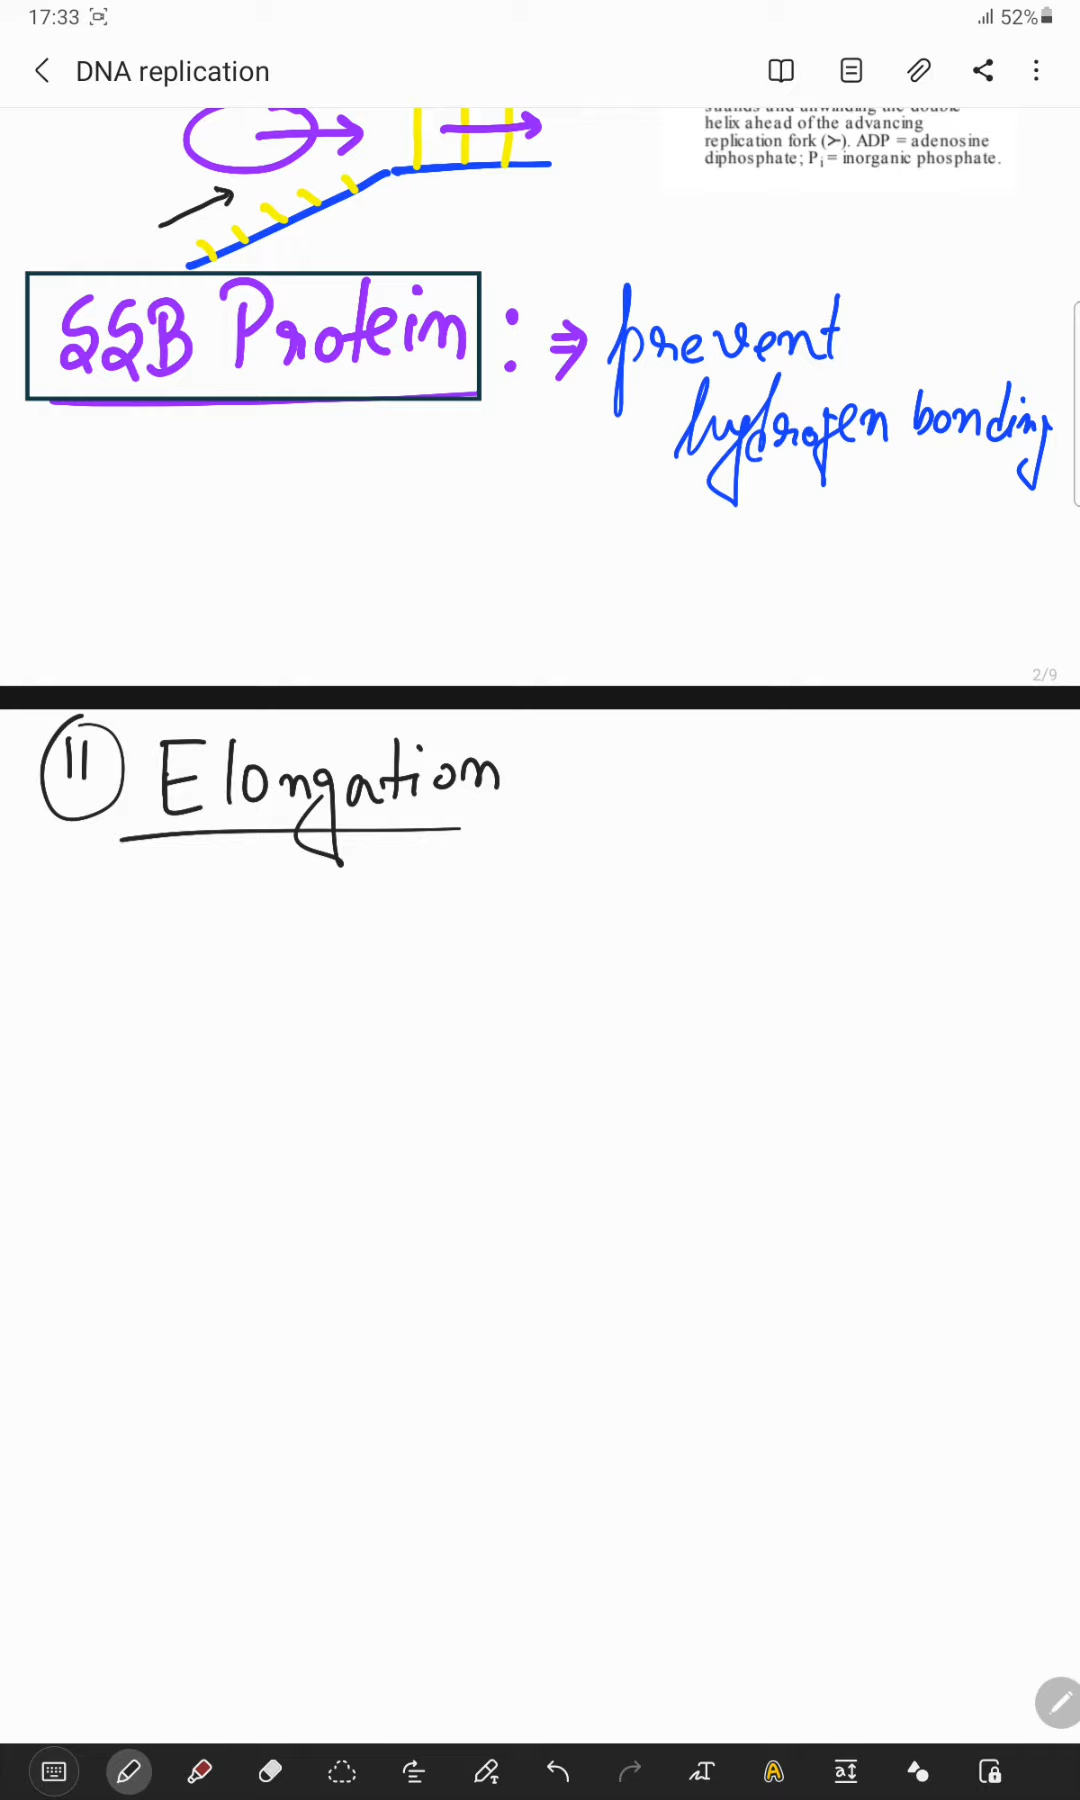 17:33 52%
DNA replication
helix ahead of the advancing
replication fork (>-). ADP = adenosine
diphosphate; Pi = inorganic phosphate.
SSB Protein : ⇒ prevent
hydrogen bonding
2/9
II Elongation